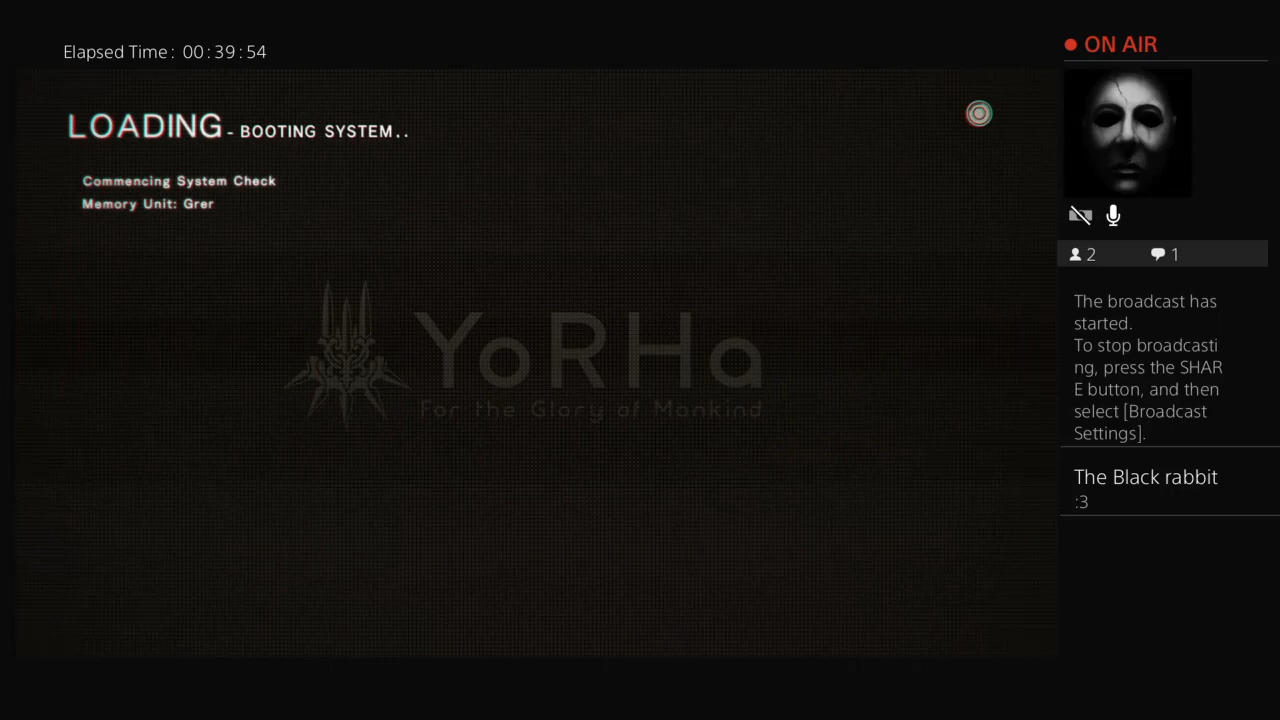 Elapsed Time: 00:39:54
ON AIR
LOADING - BOOTING SYSTEM..
Commencing System Check
Memory Unit: Grer
YoRHa
For the Glory of Mankind
2
1
The broadcast has
started.
To stop broadcasti
ng, press the SHAR
E button, and then
select [Broadcast
Settings].
The Black rabbit
:3